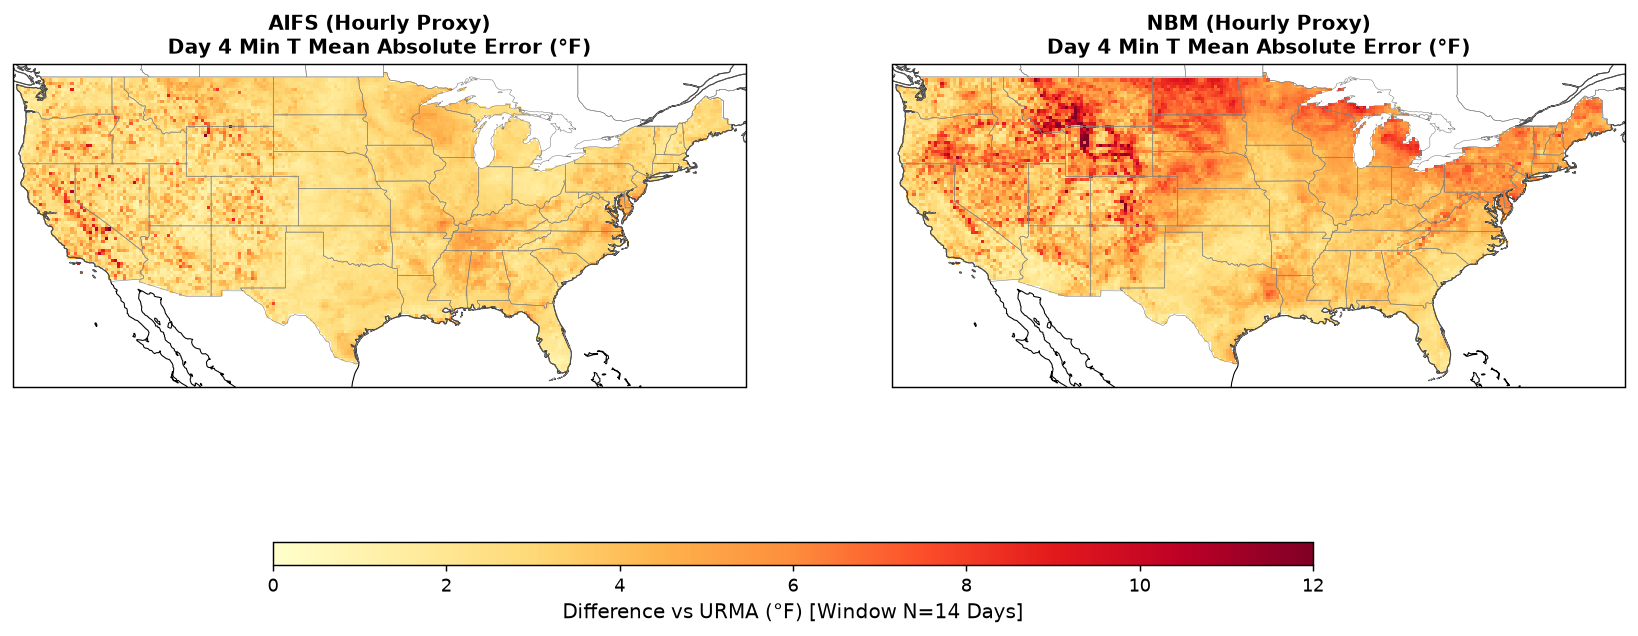 AIFS (Hourly Proxy)
Day 4 Min T Mean Absolute Error (°F)
NBM (Hourly Proxy)
Day 4 Min T Mean Absolute Error (°F)
0 2 4 6 8 10 12
Difference vs URMA (°F) [Window N=14 Days]